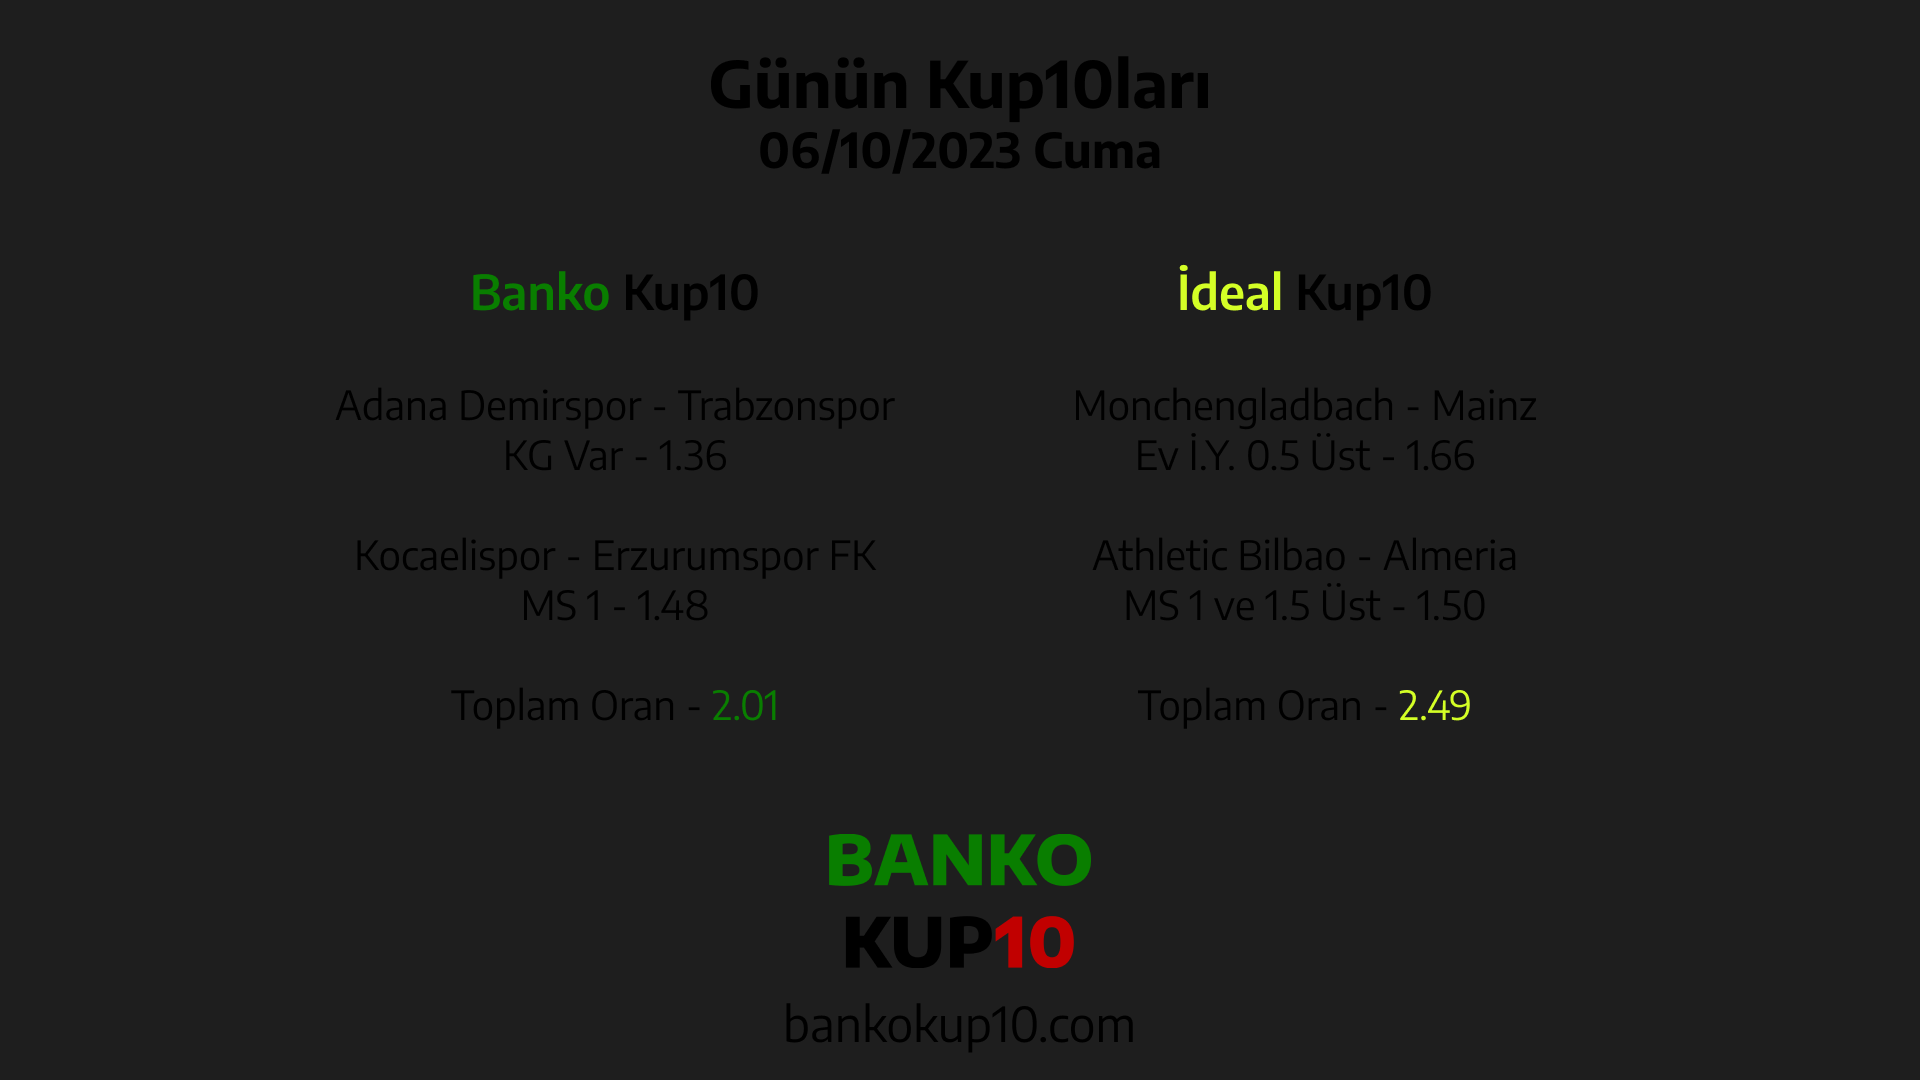 Günün Kup10ları
06/10/2023 Cuma
Banko Kup10
Adana Demirspor - Trabzonspor
KG Var - 1.36
Kocaelispor - Erzurumspor FK
MS 1 - 1.48
Toplam Oran - 2.01
İdeal Kup10
Monchengladbach - Mainz
Ev İ.Y. 0.5 Üst - 1.66
Athletic Bilbao - Almeria
MS 1 ve 1.5 Üst - 1.50
Toplam Oran - 2.49
BANKO
KUP10
bankokup10.com